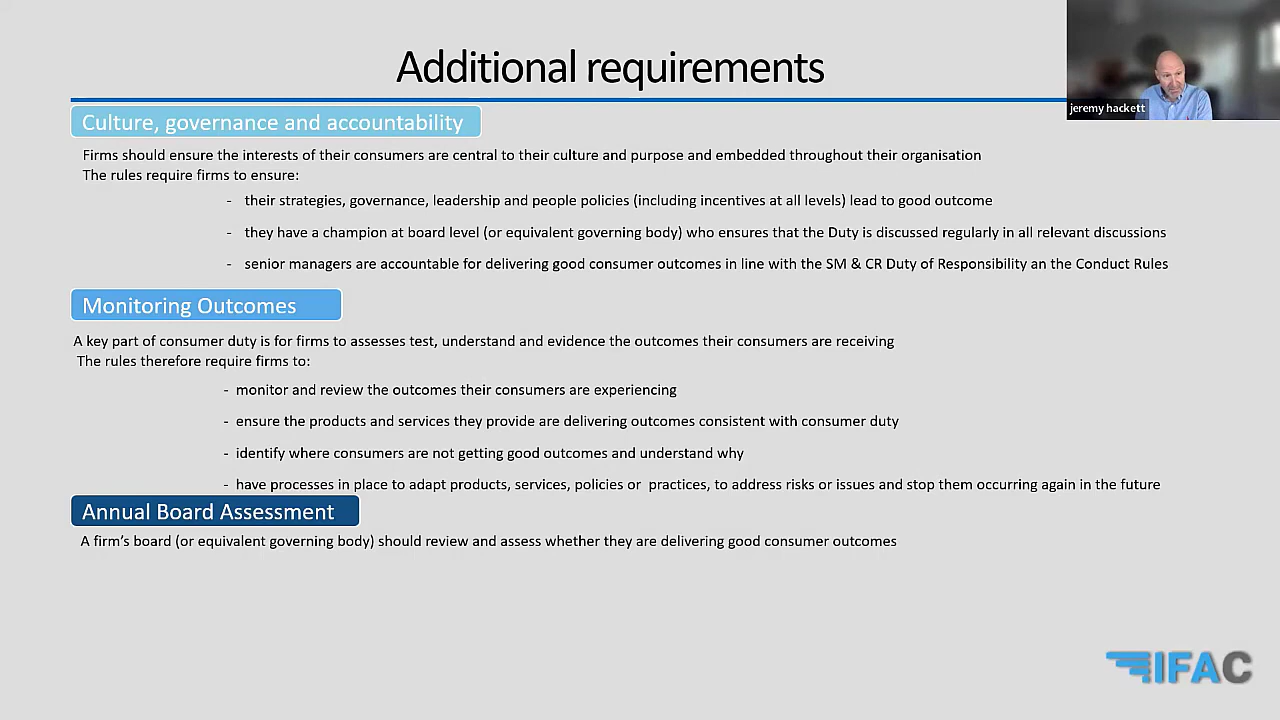 Additional requirements
jeremy hackett
Culture, governance and accountability
Firms should ensure the interests of their consumers are central to their culture and purpose and embedded throughout their organisation
The rules require firms to ensure:
- their strategies, governance, leadership and people policies (including incentives at all levels) lead to good outcome
- they have a champion at board level (or equivalent governing body) who ensures that the Duty is discussed regularly in all relevant discussions
- senior managers are accountable for delivering good consumer outcomes in line with the SM & CR Duty of Responsibility an the Conduct Rules
Monitoring Outcomes
A key part of consumer duty is for firms to assesses test, understand and evidence the outcomes their consumers are receiving
The rules therefore require firms to:
- monitor and review the outcomes their consumers are experiencing
- ensure the products and services they provide are delivering outcomes consistent with consumer duty
- identify where consumers are not getting good outcomes and understand why
- have processes in place to adapt products, services, policies or practices, to address risks or issues and stop them occurring again in the future
Annual Board Assessment
A firm's board (or equivalent governing body) should review and assess whether they are delivering good consumer outcomes
IFAC